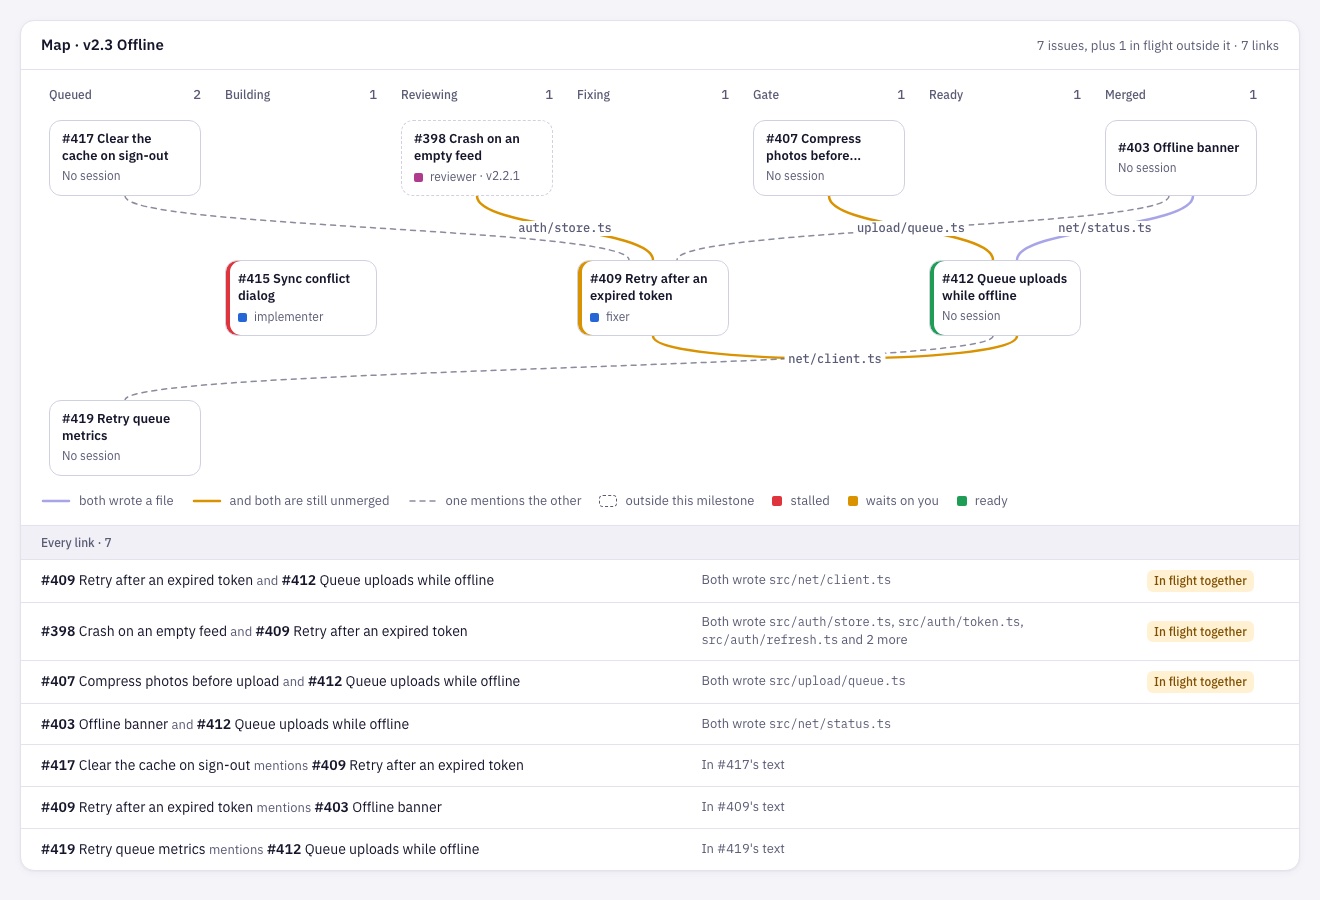 Map · v2.3 Offline
7 issues, plus 1 in flight outside it · 7 links
Queued 2
Building 1
Reviewing 1
Fixing 1
Gate 1
Ready 1
Merged 1
#417 Clear the
cache on sign-out
No session
#398 Crash on an
empty feed
reviewer · v2.2.1
#407 Compress
photos before…
No session
#403 Offline banner
No session
auth/store.ts
upload/queue.ts
net/status.ts
#415 Sync conflict
dialog
implementer
#409 Retry after an
expired token
fixer
#412 Queue uploads
while offline
No session
net/client.ts
#419 Retry queue
metrics
No session
both wrote a file
and both are still unmerged
one mentions the other
outside this milestone
stalled
waits on you
ready
Every link · 7
#409 Retry after an expired token and #412 Queue uploads while offline
Both wrote src/net/client.ts
In flight together
#398 Crash on an empty feed and #409 Retry after an expired token
Both wrote src/auth/store.ts, src/auth/token.ts,
src/auth/refresh.ts and 2 more
In flight together
#407 Compress photos before upload and #412 Queue uploads while offline
Both wrote src/upload/queue.ts
In flight together
#403 Offline banner and #412 Queue uploads while offline
Both wrote src/net/status.ts
#417 Clear the cache on sign-out mentions #409 Retry after an expired token
In #417's text
#409 Retry after an expired token mentions #403 Offline banner
In #409's text
#419 Retry queue metrics mentions #412 Queue uploads while offline
In #419's text